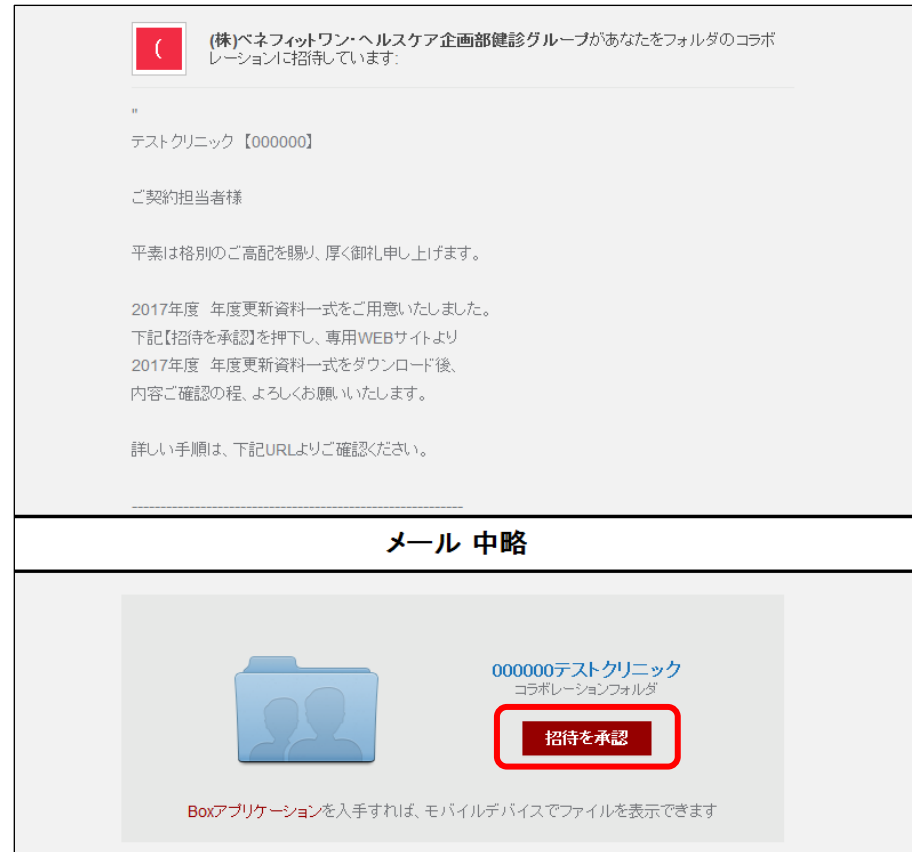 (
(株)ベネフィットワン・ヘルスケア企画部健診グループがあなたをフォルダのコラボ
レーションに招待しています:
"
テストクリニック【000000】
ご契約担当者様
平素は格別のご高配を賜り、厚く御礼申し上げます。
2017年度 年度更新資料一式をご用意いたしました。
下記【招待を承認】を押下し、専用WEBサイトより
2017年度 年度更新資料一式をダウンロード後、
内容ご確認の程、よろしくお願いいたします。
詳しい手順は、下記URLよりご確認ください。
------------------------------------------------------------
メール 中略
000000テストクリニック
コラボレーションフォルダ
招待を承認
Boxアプリケーションを入手すれば、モバイルデバイスでファイルを表示できます